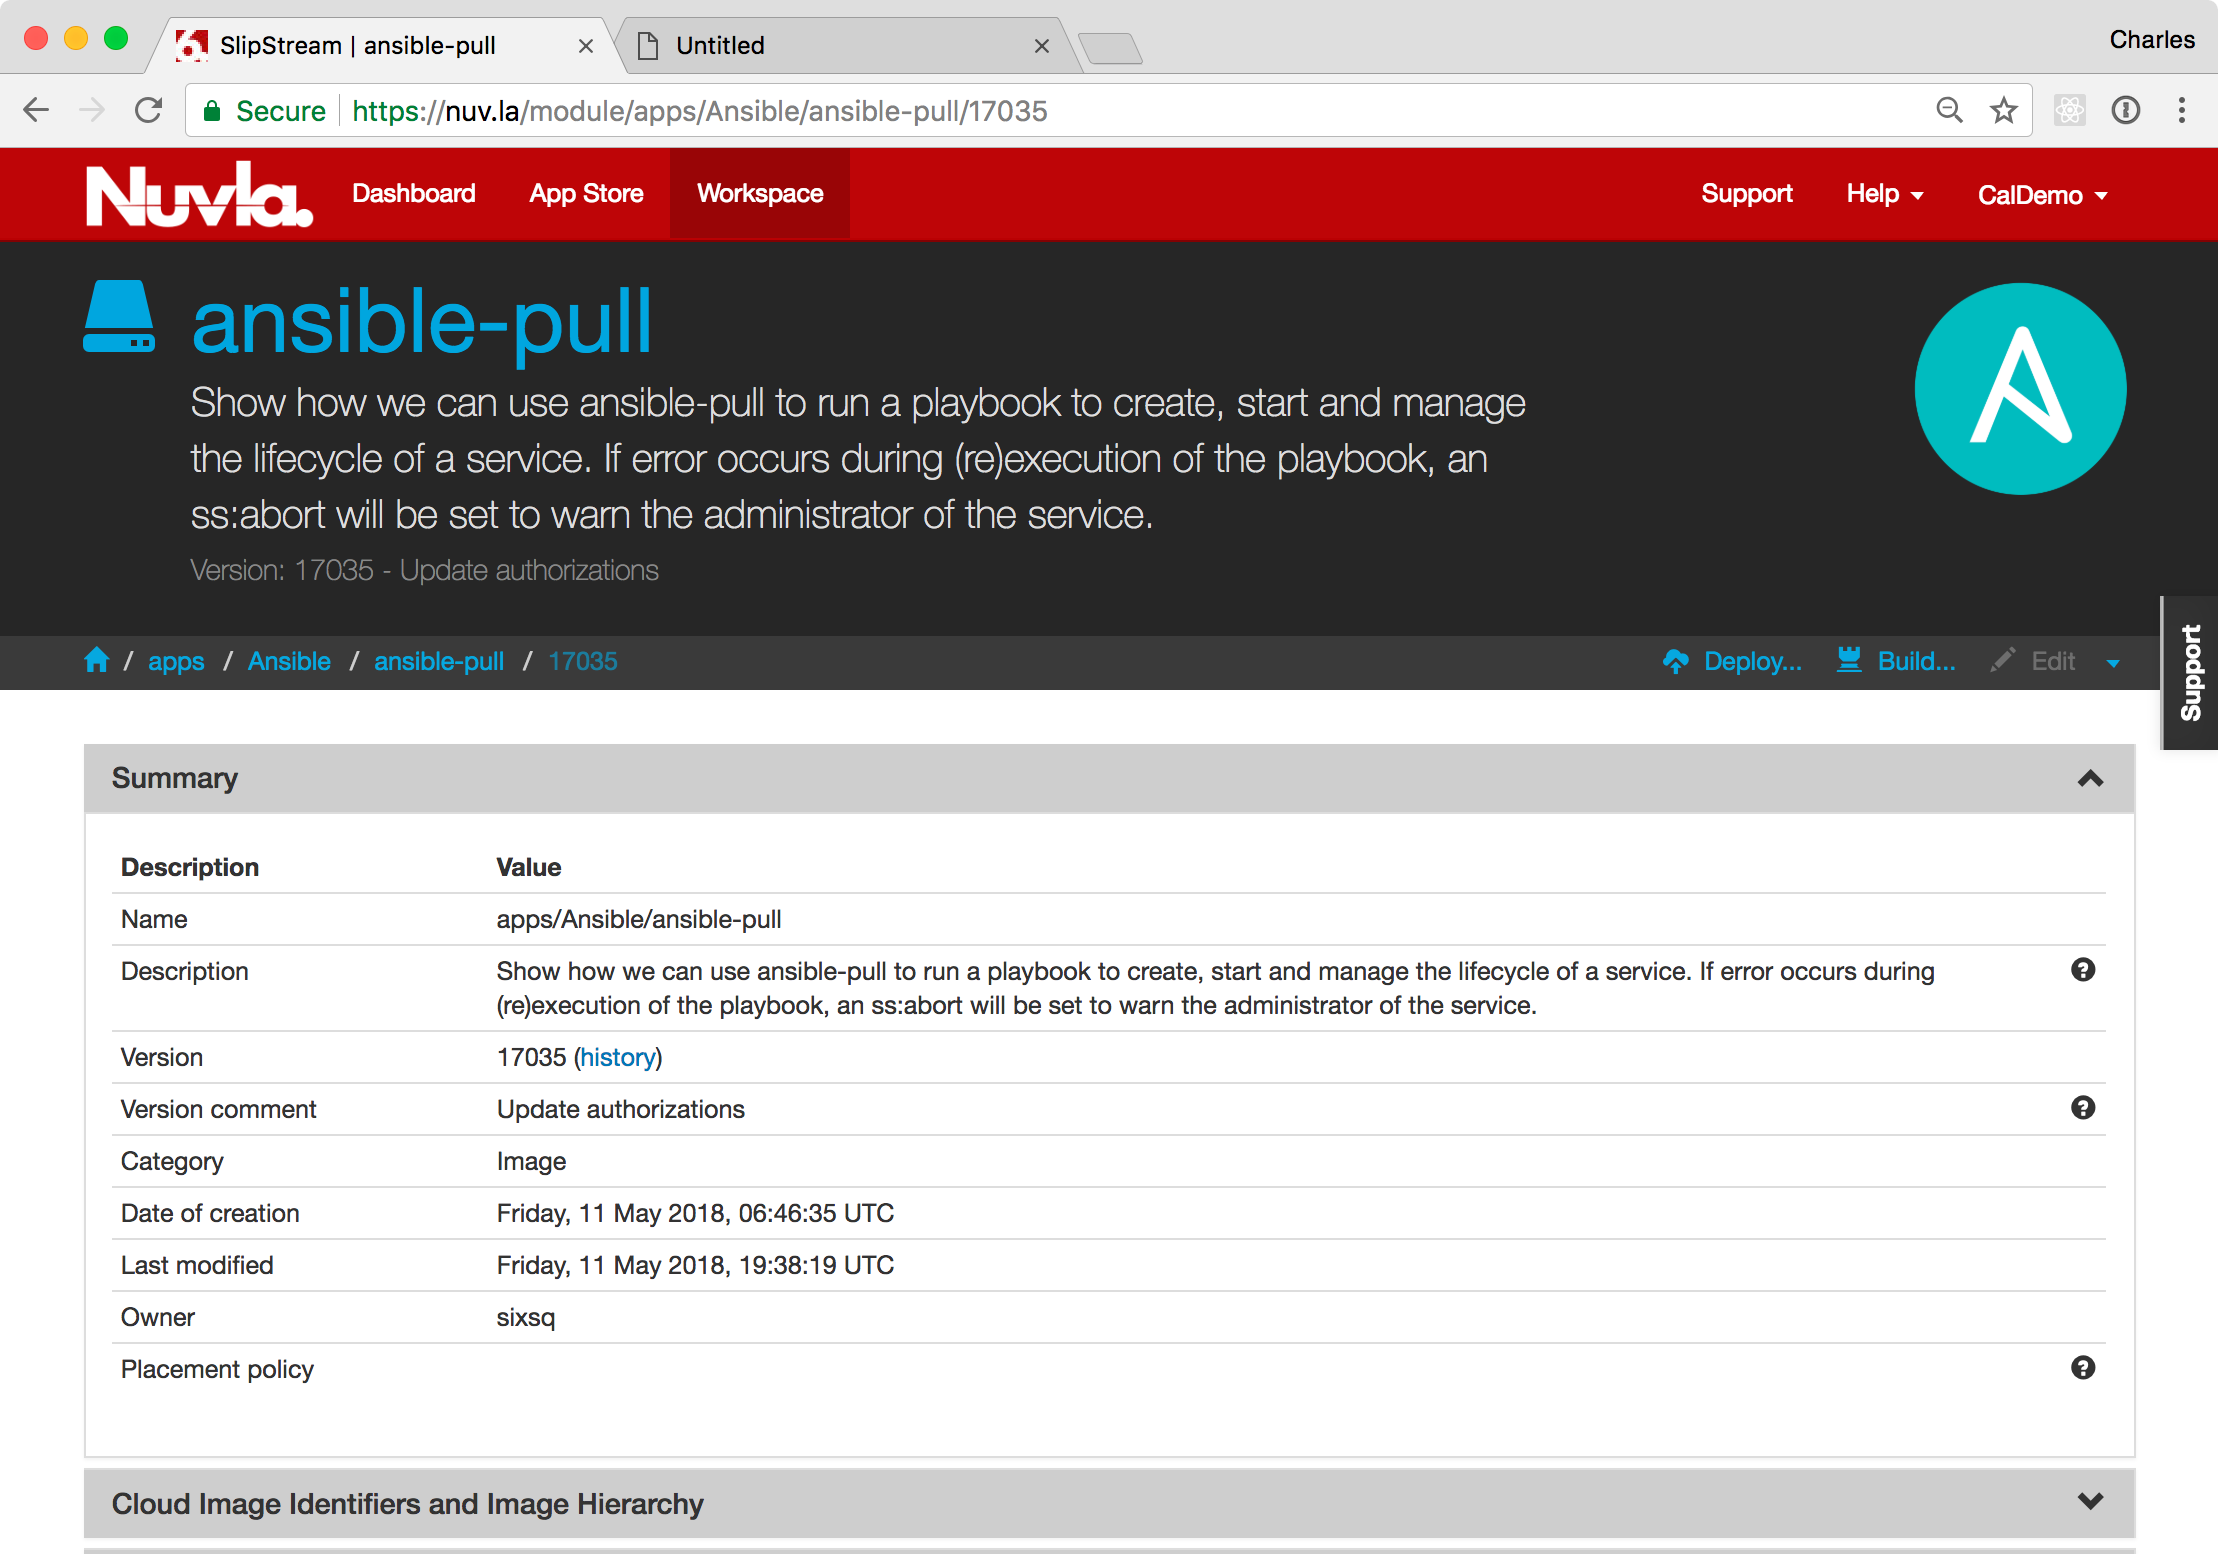 SlipStream | ansible-pull
Untitled
Charles
Secure
https://nuv.la/module/apps/Ansible/ansible-pull/17035
Nuvla.
Dashboard
App Store
Workspace
Support
Help
CalDemo
ansible-pull
Show how we can use ansible-pull to run a playbook to create, start and manage
the lifecycle of a service. If error occurs during (re)execution of the playbook, an
ss:abort will be set to warn the administrator of the service.
Version: 17035 - Update authorizations
Support
/ apps / Ansible / ansible-pull / 17035
Deploy...
Build...
Edit
Summary
Description Value
Name apps/Ansible/ansible-pull
Description Show how we can use ansible-pull to run a playbook to create, start and manage the lifecycle of a service. If error occurs during
(re)execution of the playbook, an ss:abort will be set to warn the administrator of the service.
Version 17035 (history)
Version comment Update authorizations
Category Image
Date of creation Friday, 11 May 2018, 06:46:35 UTC
Last modified Friday, 11 May 2018, 19:38:19 UTC
Owner sixsq
Placement policy
Cloud Image Identifiers and Image Hierarchy